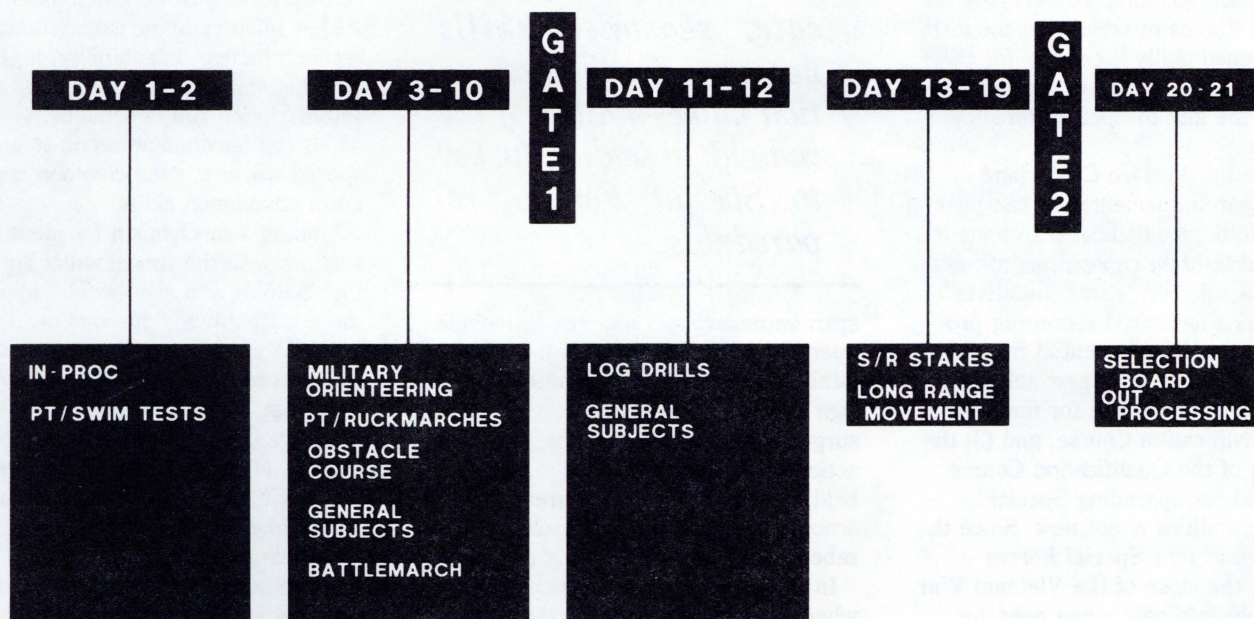 GATE 1
GATE 2
DAY 1-2
DAY 3-10
DAY 11-12
DAY 13-19
DAY 20-21
IN-PROC
PT/SWIM TESTS
MILITARY
ORIENTEERING
PT/RUCKMARCHES
OBSTACLE
COURSE
GENERAL
SUBJECTS
BATTLEMARCH
LOG DRILLS
GENERAL
SUBJECTS
S/R STAKES
LONG RANGE
MOVEMENT
SELECTION
BOARD
OUT
PROCESSING